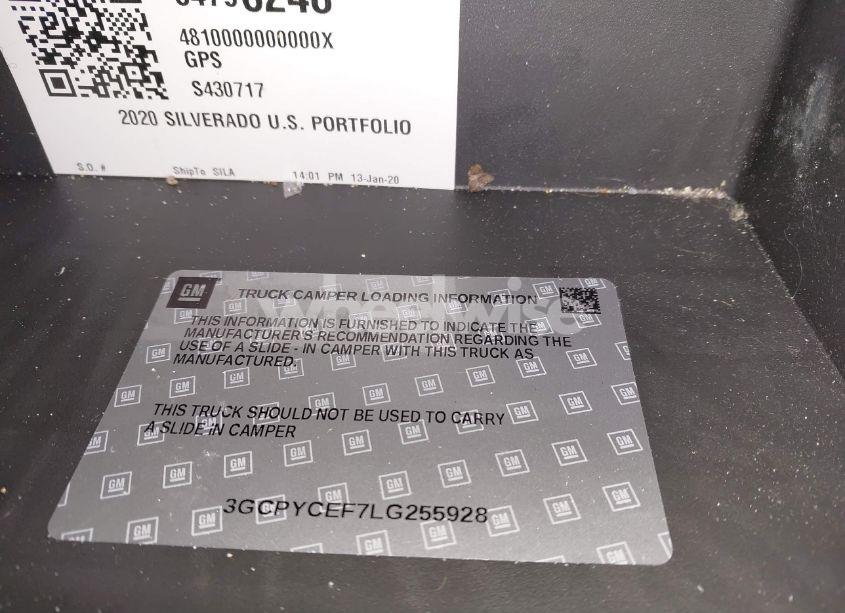 6246
4810000000000X
GPS
S430717
2020 SILVERADO U.S. PORTFOLIO
S.O. # ShipTo SILA 14:01 PM 13-Jan-20
GM TRUCK CAMPER LOADING INFORMATION
THIS INFORMATION IS FURNISHED TO INDICATE THE
MANUFACTURER'S RECOMMENDATION REGARDING THE
USE OF A SLIDE - IN CAMPER WITH THIS TRUCK AS
MANUFACTURED.
THIS TRUCK SHOULD NOT BE USED TO CARRY
A SLIDE IN CAMPER
3GCPYCEF7LG255928
wheelwise